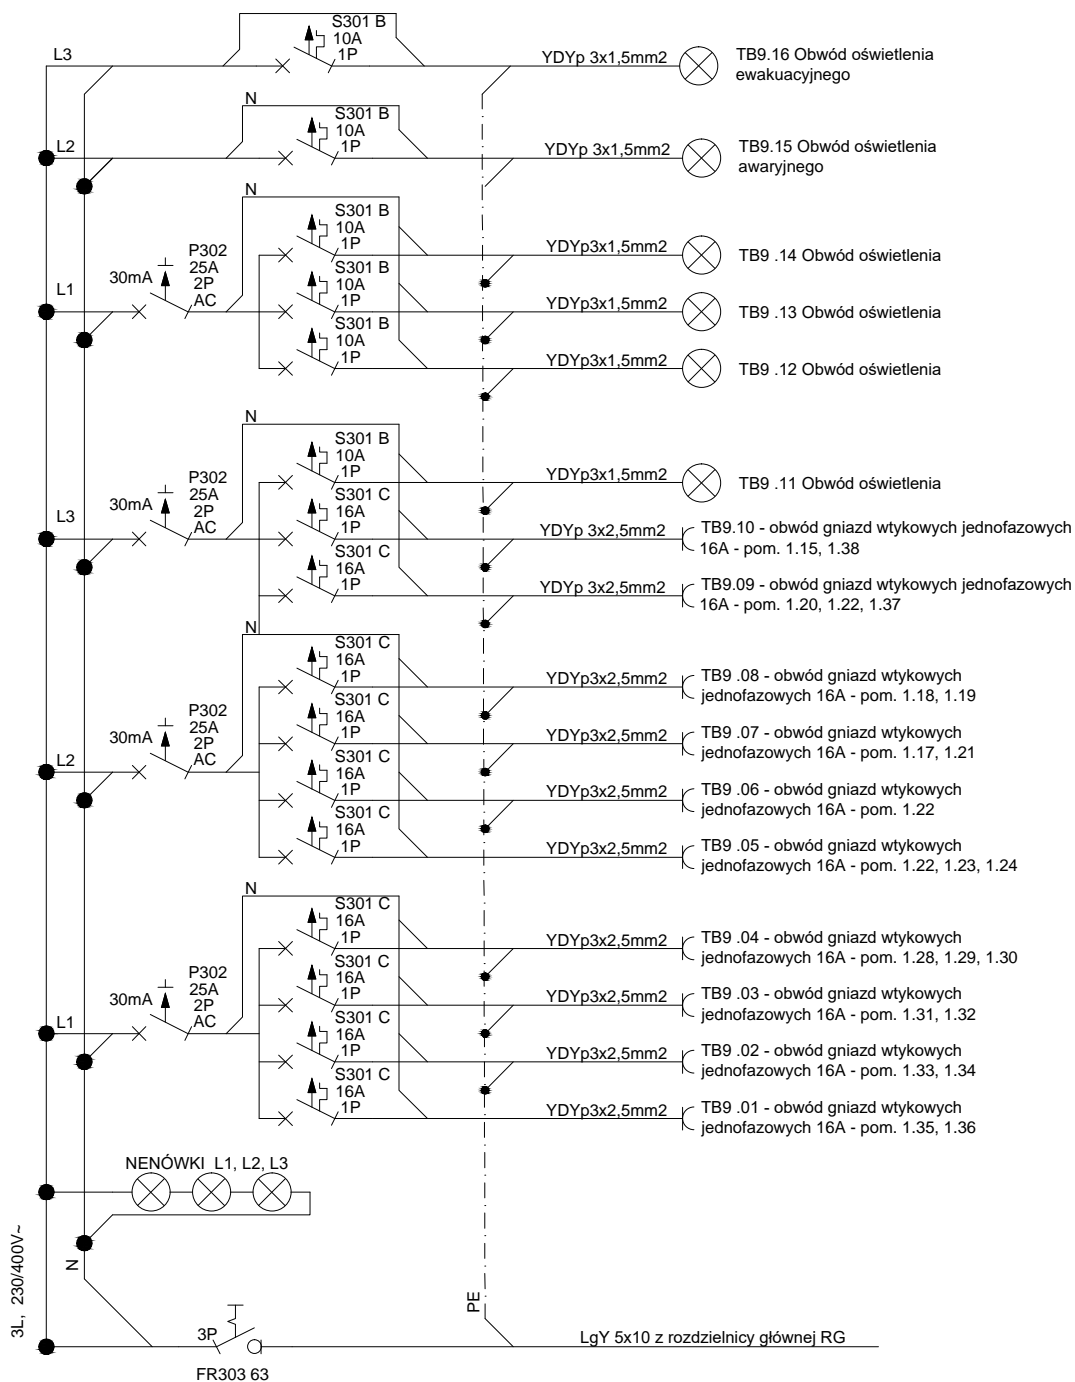 S301 B
10A
1P
L3
YDYp 3x1,5mm2
TB9.16 Obwód oświetlenia
ewakuacyjnego
N
S301 B
10A
1P
L2
YDYp 3x1,5mm2
TB9.15 Obwód oświetlenia
awaryjnego
N
S301 B
10A
1P
YDYp3x1,5mm2
TB9 .14 Obwód oświetlenia
P302
25A
2P
AC
30mA
L1
S301 B
10A
1P
YDYp3x1,5mm2
TB9 .13 Obwód oświetlenia
S301 B
10A
1P
YDYp3x1,5mm2
TB9 .12 Obwód oświetlenia
N
S301 B
10A
1P
YDYp3x1,5mm2
TB9 .11 Obwód oświetlenia
P302
25A
2P
AC
30mA
L3
S301 C
16A
1P
YDYp 3x2,5mm2
TB9.10 - obwód gniazd wtykowych jednofazowych
16A - pom. 1.15, 1.38
S301 C
16A
1P
YDYp 3x2,5mm2
TB9.09 - obwód gniazd wtykowych jednofazowych
16A - pom. 1.20, 1.22, 1.37
N
S301 C
16A
1P
YDYp3x2,5mm2
TB9 .08 - obwód gniazd wtykowych
jednofazowych 16A - pom. 1.18, 1.19
P302
25A
2P
AC
30mA
L2
S301 C
16A
1P
YDYp3x2,5mm2
TB9 .07 - obwód gniazd wtykowych
jednofazowych 16A - pom. 1.17, 1.21
S301 C
16A
1P
YDYp3x2,5mm2
TB9 .06 - obwód gniazd wtykowych
jednofazowych 16A - pom. 1.22
S301 C
16A
1P
YDYp3x2,5mm2
TB9 .05 - obwód gniazd wtykowych
jednofazowych 16A - pom. 1.22, 1.23, 1.24
N
S301 C
16A
1P
YDYp3x2,5mm2
TB9 .04 - obwód gniazd wtykowych
jednofazowych 16A - pom. 1.28, 1.29, 1.30
P302
25A
2P
AC
30mA
L1
S301 C
16A
1P
YDYp3x2,5mm2
TB9 .03 - obwód gniazd wtykowych
jednofazowych 16A - pom. 1.31, 1.32
S301 C
16A
1P
YDYp3x2,5mm2
TB9 .02 - obwód gniazd wtykowych
jednofazowych 16A - pom. 1.33, 1.34
S301 C
16A
1P
YDYp3x2,5mm2
TB9 .01 - obwód gniazd wtykowych
jednofazowych 16A - pom. 1.35, 1.36
NENÓWKI L1, L2, L3
3L, 230/400V~
N
PE
3P
FR303 63
LgY 5x10 z rozdzielnicy głównej RG